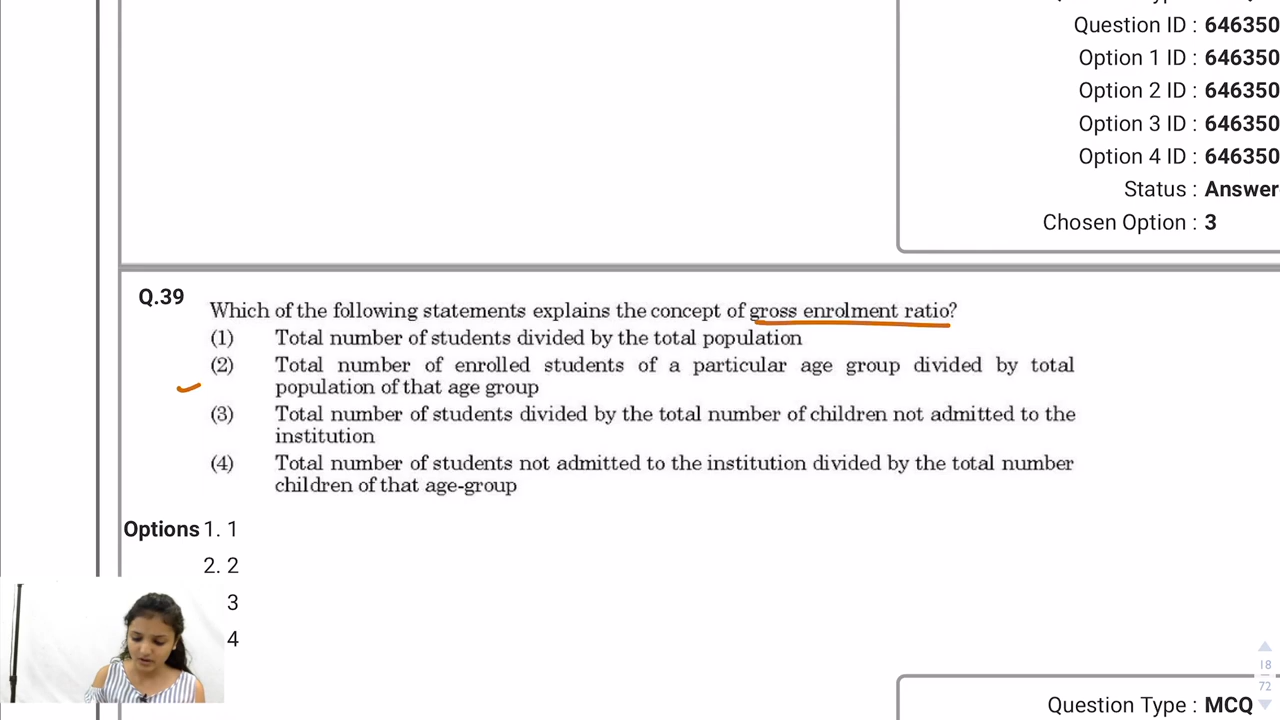 Question ID : 646350
Option 1 ID : 646350
Option 2 ID : 646350
Option 3 ID : 646350
Option 4 ID : 646350
Status : Answer
Chosen Option : 3
Q.39
Which of the following statements explains the concept of gross enrolment ratio?
(1) Total number of students divided by the total population
(2) Total number of enrolled students of a particular age group divided by total
population of that age group
(3) Total number of students divided by the total number of children not admitted to the
institution
(4) Total number of students not admitted to the institution divided by the total number
children of that age-group
Options 1. 1
2. 2
3
4
18
72
Question Type : MCQ